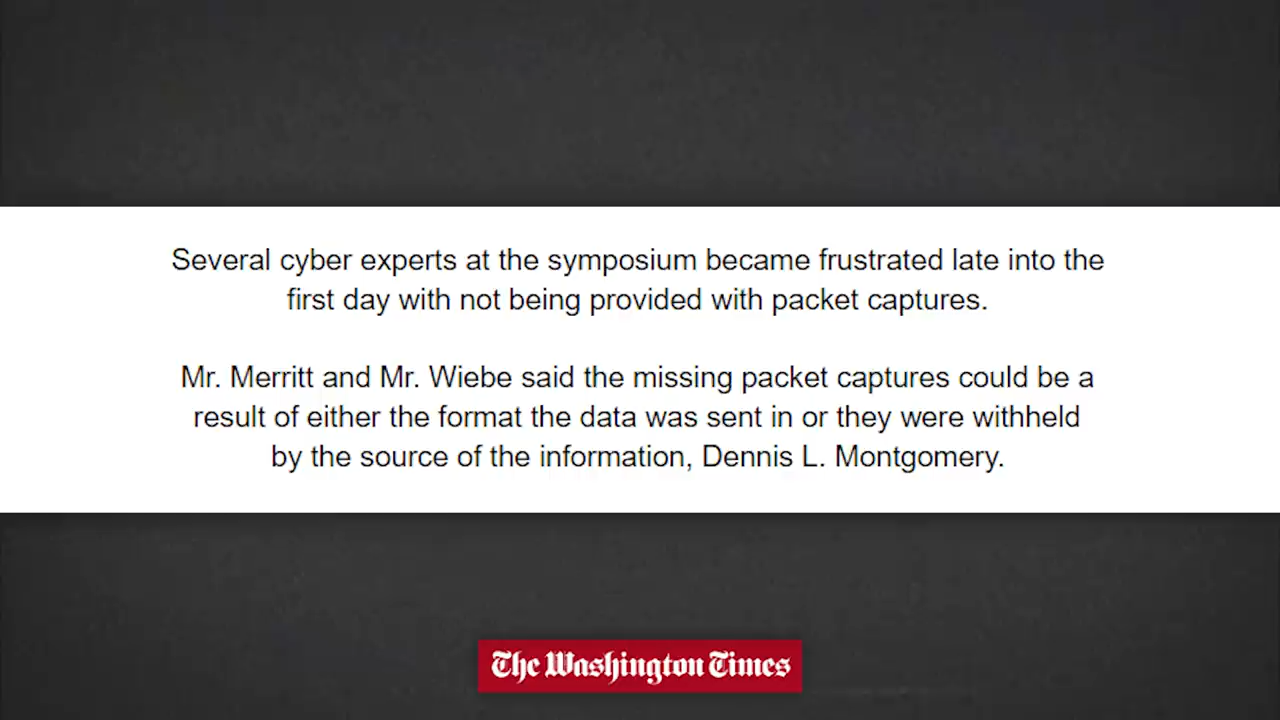 Several cyber experts at the symposium became frustrated late into the
first day with not being provided with packet captures.
Mr. Merritt and Mr. Wiebe said the missing packet captures could be a
result of either the format the data was sent in or they were withheld
by the source of the information, Dennis L. Montgomery.
The Washington Times